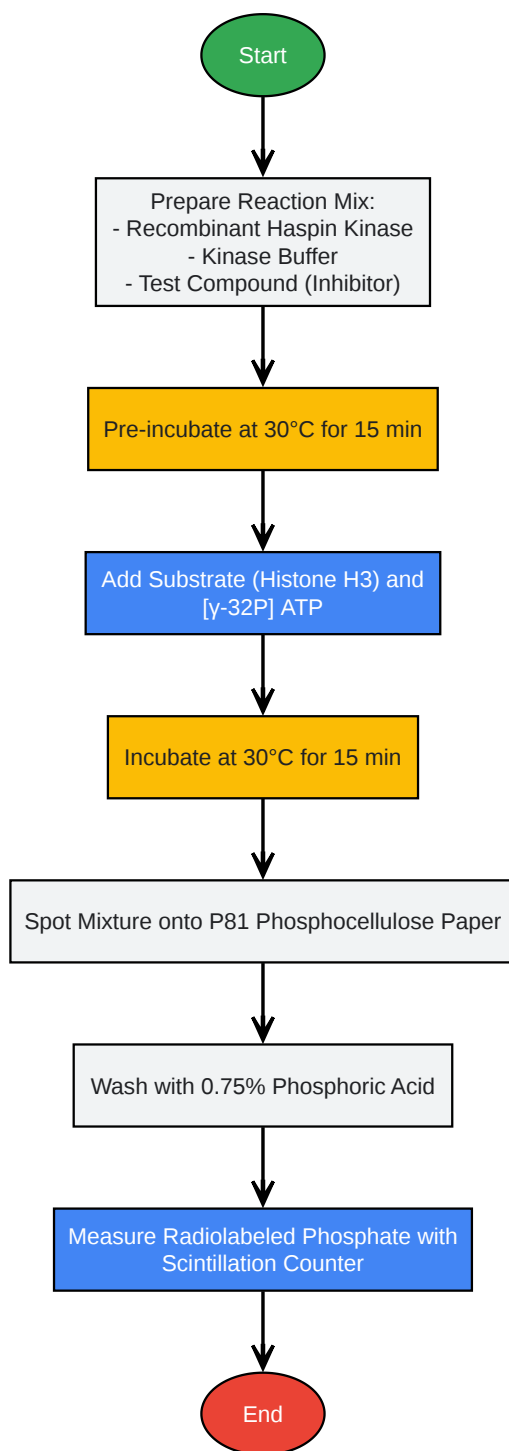 Start
Prepare Reaction Mix:
- Recombinant Haspin Kinase
- Kinase Buffer
- Test Compound (Inhibitor)
Pre-incubate at 30°C for 15 min
Add Substrate (Histone H3) and
[γ-32P] ATP
Incubate at 30°C for 15 min
Spot Mixture onto P81 Phosphocellulose Paper
Wash with 0.75% Phosphoric Acid
Measure Radiolabeled Phosphate with
Scintillation Counter
End